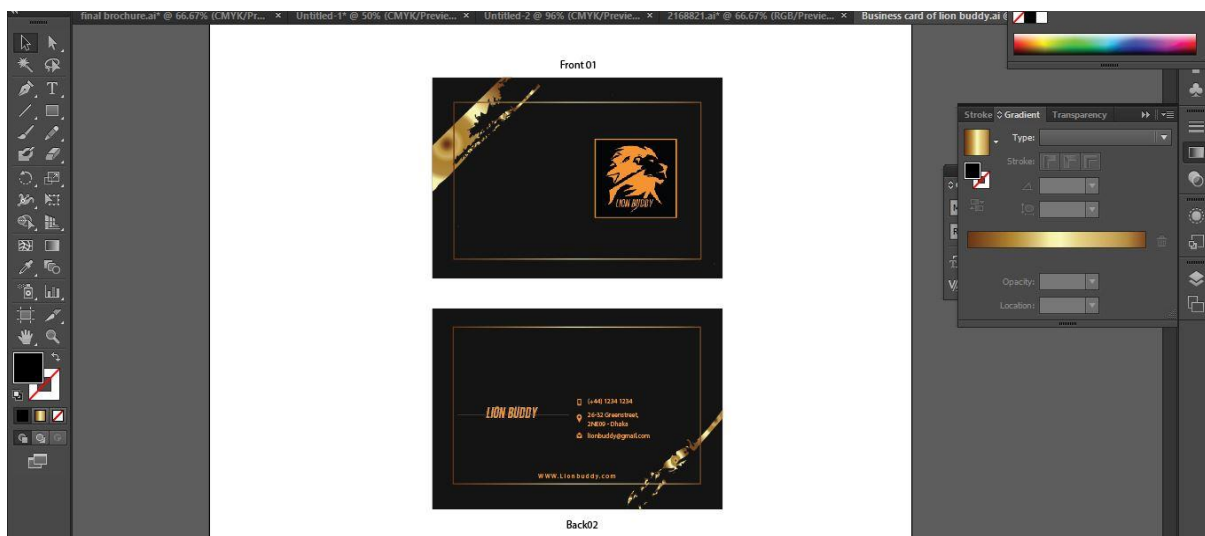 final brochure.ai* @ 66.67% (CMYK/Pr... × Untitled-1* @ 50% (CMYK/Previe... × Untitled-2 @ 96% (CMYK/Previe... × 2168821.ai* @ 66.67% (RGB/Previe... × Business card of lion buddy.ai
Front 01
LION BUDDY
Stroke Gradient Transparency
Type:
Stroke:
Opacity:
Location:
LION BUDDY
(+44) 1234 1234
26-32 Greenstreet,
2NE09 - Dhaka
lionbuddy@gmail.com
WWW.Lionbuddy.com
Back02